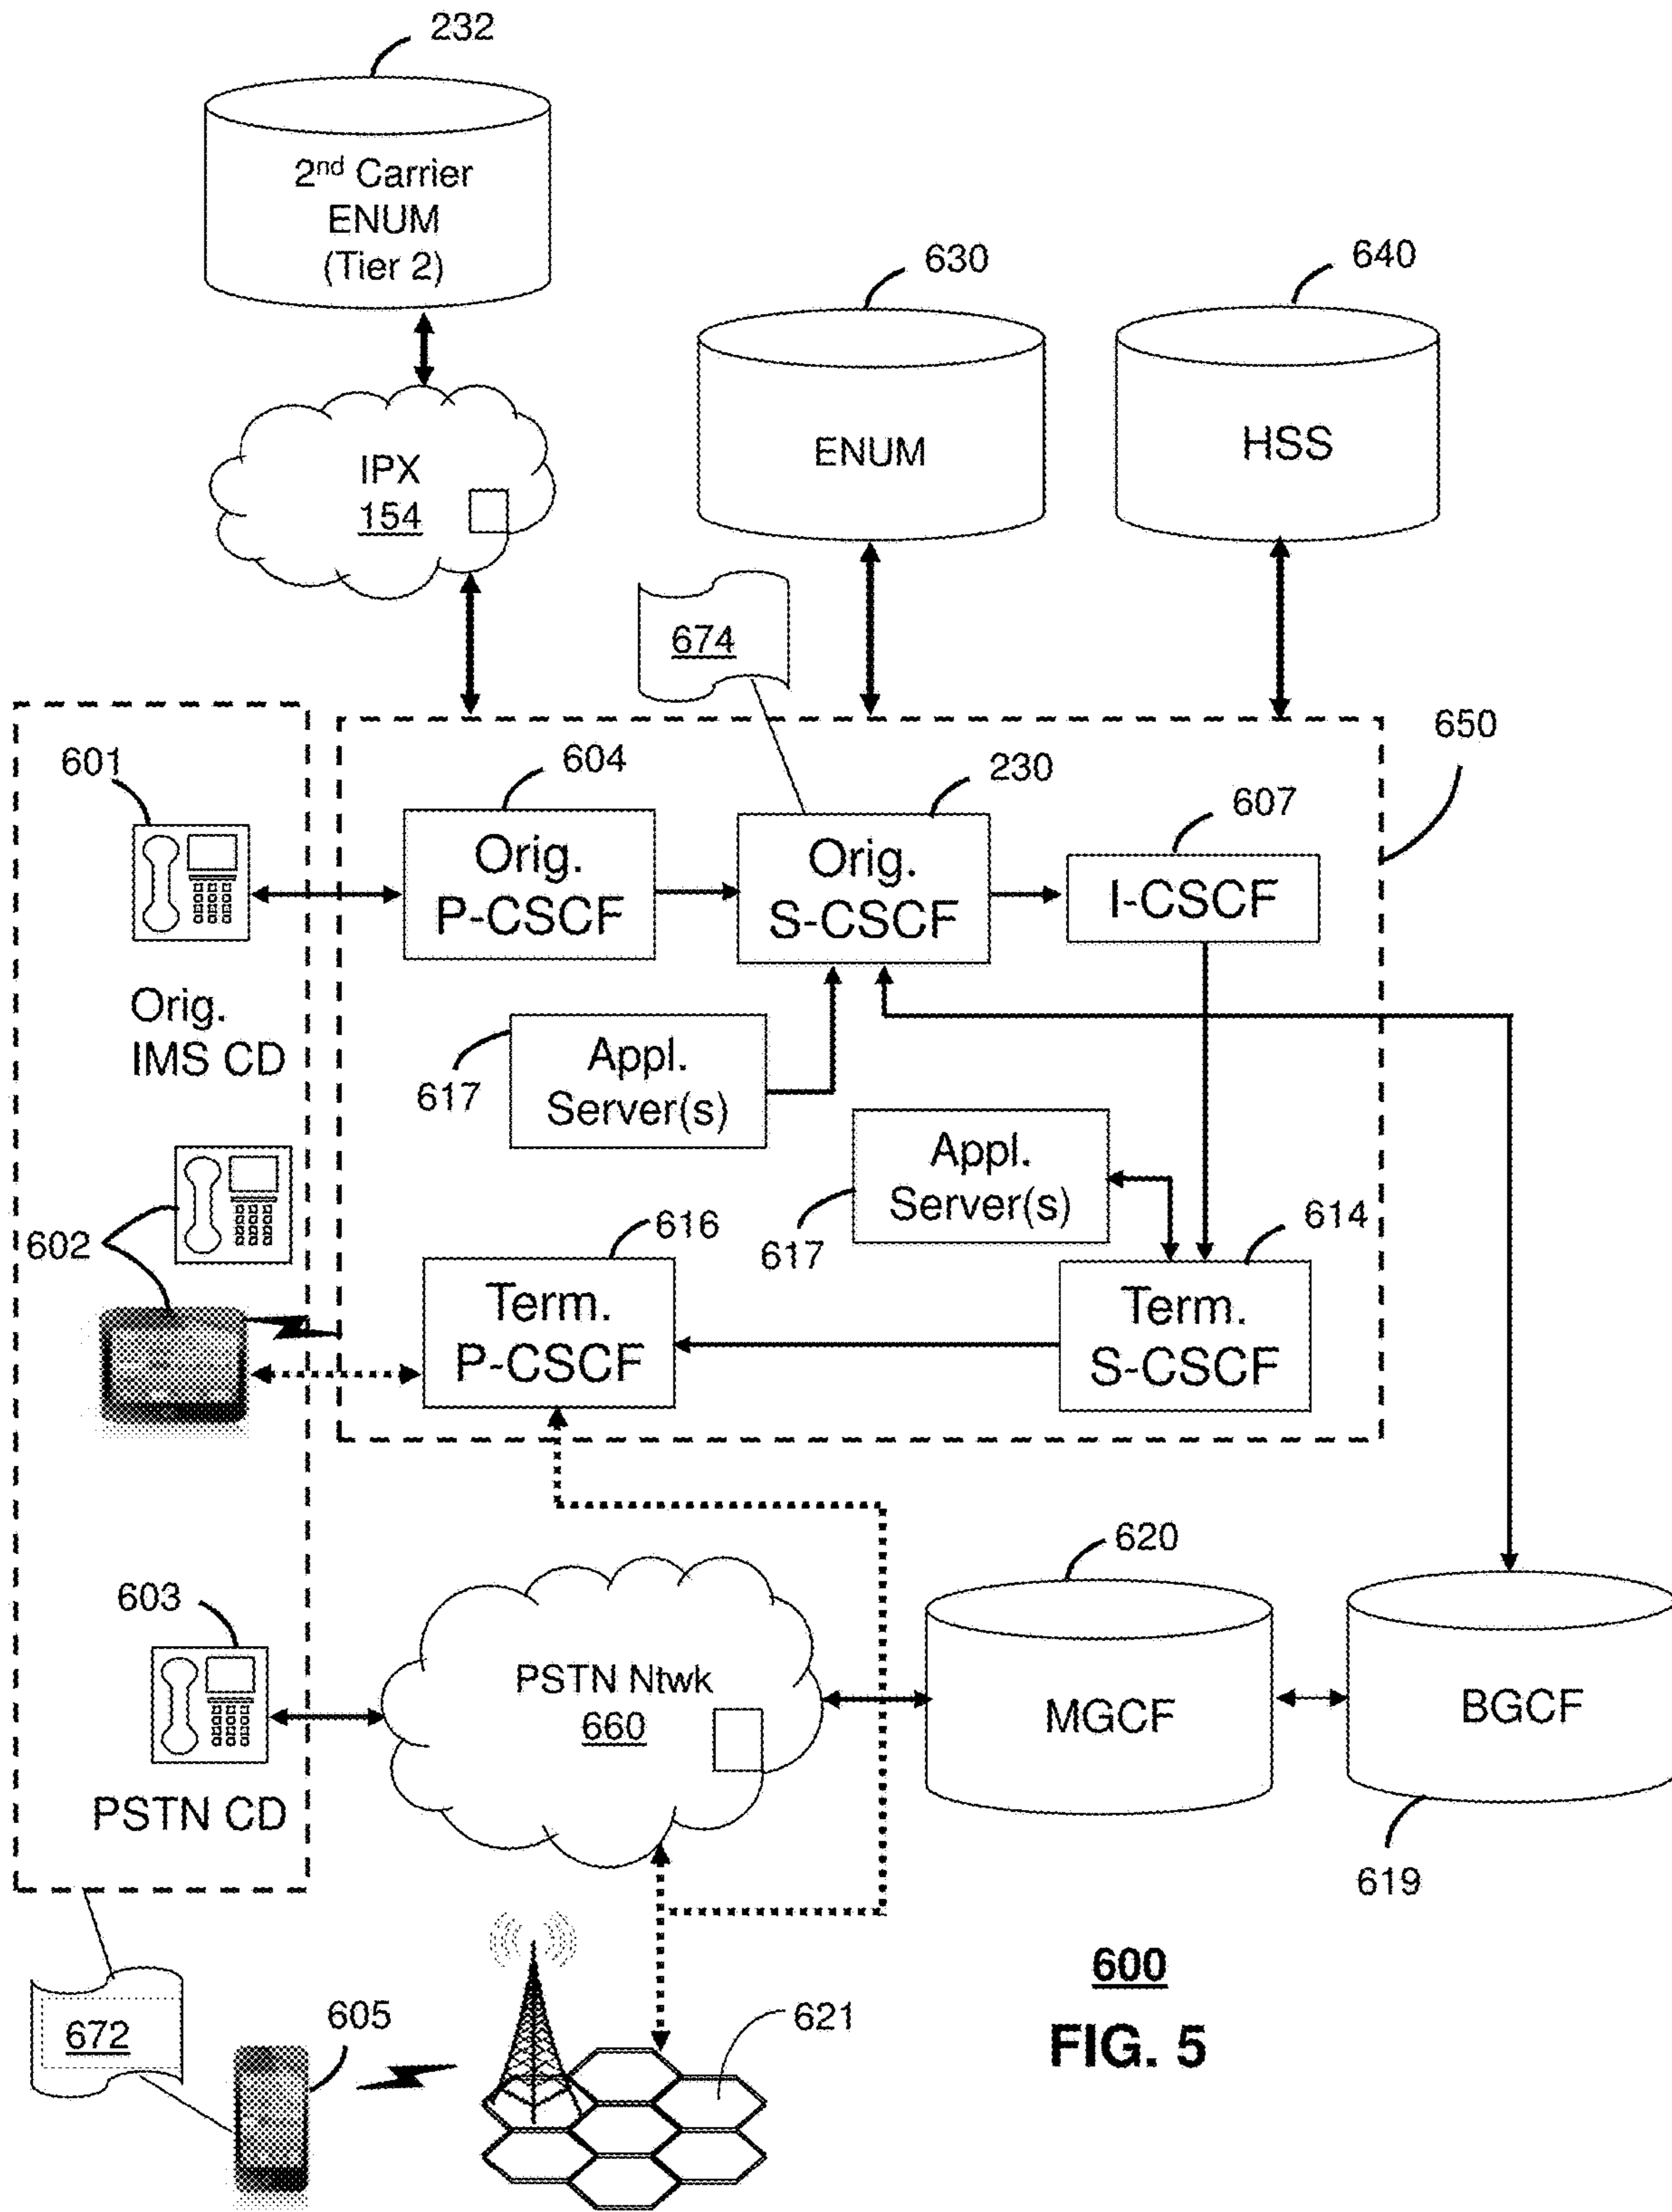 232
2nd Carrier
ENUM
(Tier 2)
630
640
IPX
154
ENUM
HSS
674
650
601
604
230
607
Orig.
P-CSCF
Orig.
S-CSCF
I-CSCF
Orig.
IMS CD
617
Appl.
Server(s)
Appl.
Server(s)
617
602
616
614
Term.
P-CSCF
Term.
S-CSCF
620
603
PSTN Ntwk
660
MGCF
BGCF
PSTN CD
619
672
605
621
600
FIG. 5